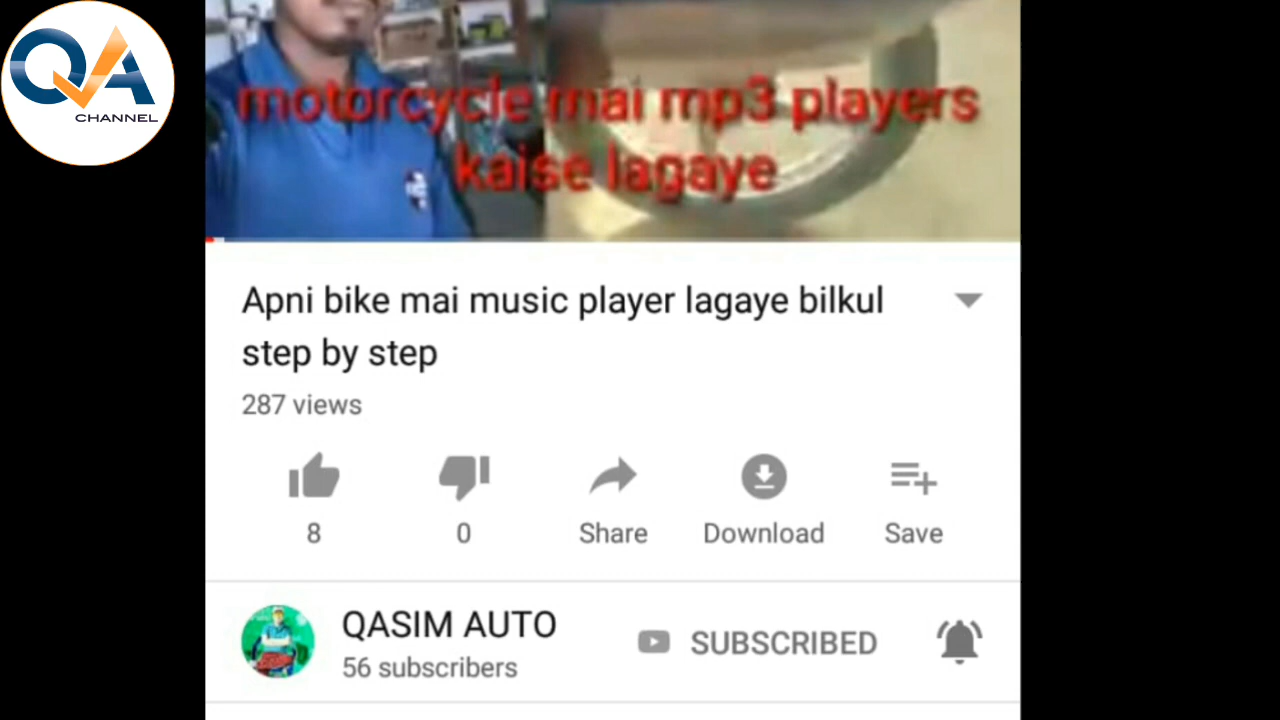 QA
CHANNEL
motorcycle mai mp3 players
kaise lagaye
Apni bike mai music player lagaye bilkul
step by step
287 views
8
0
Share
Download
Save
QASIM AUTO
56 subscribers
SUBSCRIBED